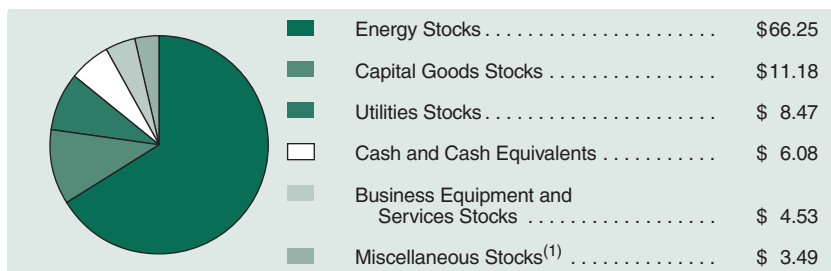 Energy Stocks . . . . . . . . . . . . . . . . . . . . . . . $66.25
Capital Goods Stocks . . . . . . . . . . . . . . . . . $11.18
Utilities Stocks . . . . . . . . . . . . . . . . . . . . . . . $ 8.47
Cash and Cash Equivalents . . . . . . . . . . . $ 6.08
Business Equipment and
Services Stocks . . . . . . . . . . . . . . . . . . . $ 4.53
Miscellaneous Stocks(1) . . . . . . . . . . . . . . $ 3.49